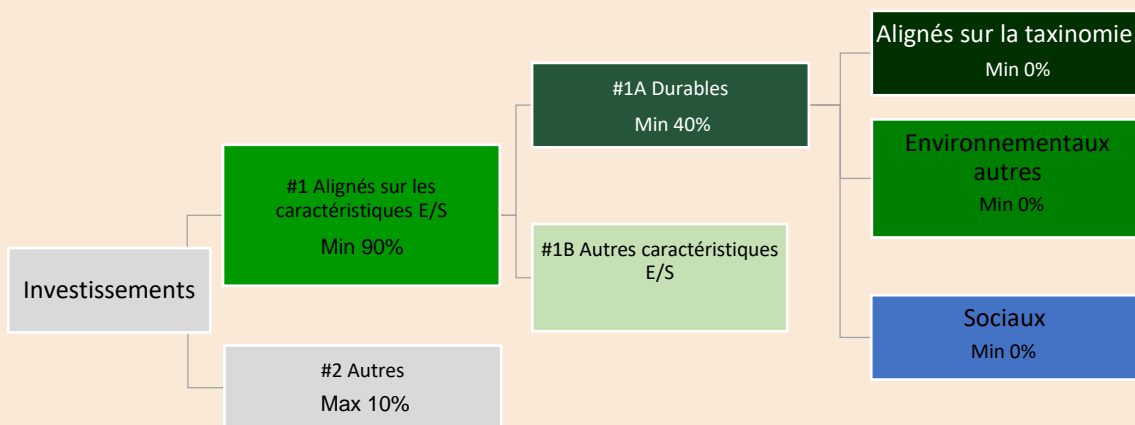 Investissements
#1 Alignés sur les
caractéristiques E/S
Min 90%
#2 Autres
Max 10%
#1A Durables
Min 40%
#1B Autres caractéristiques
E/S
Alignés sur la taxinomie
Min 0%
Environnementaux
autres
Min 0%
Sociaux
Min 0%